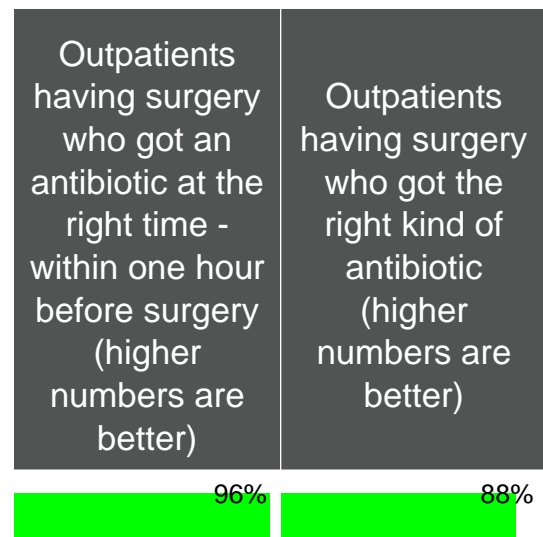 Outpatients
having surgery
who got an
antibiotic at the
right time -
within one hour
before surgery
(higher
numbers are
better)
Outpatients
having surgery
who got the
right kind of
antibiotic
(higher
numbers are
better)
96%
88%